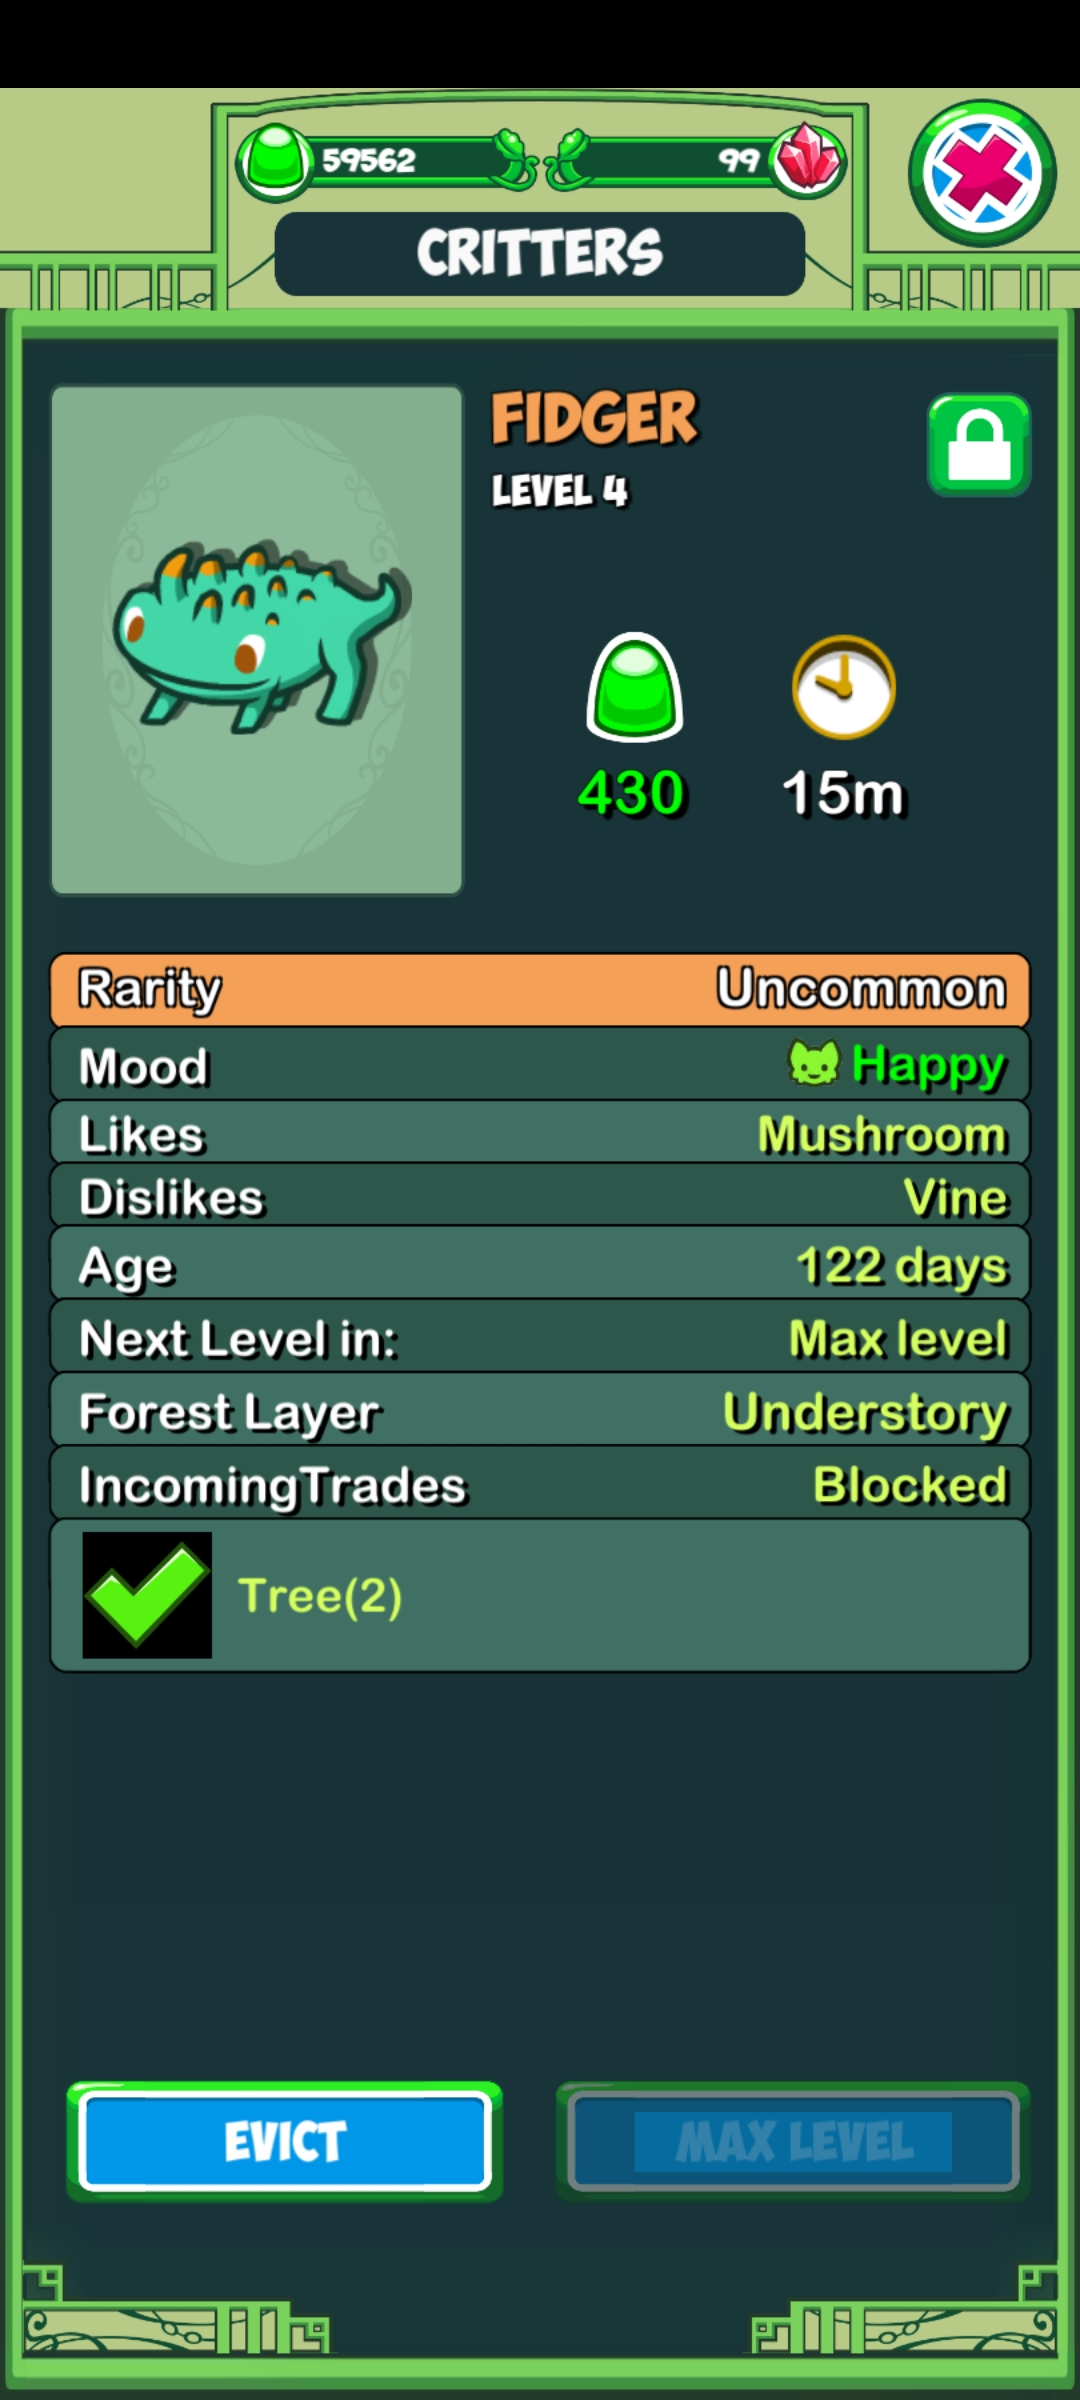 59562
99
CRITTERS
FIDGER
LEVEL 4
430
15m
Rarity Uncommon
Mood Happy
Likes Mushroom
Dislikes Vine
Age 122 days
Next Level in: Max level
Forest Layer Understory
IncomingTrades Blocked
Tree(2)
EVICT
MAX LEVEL